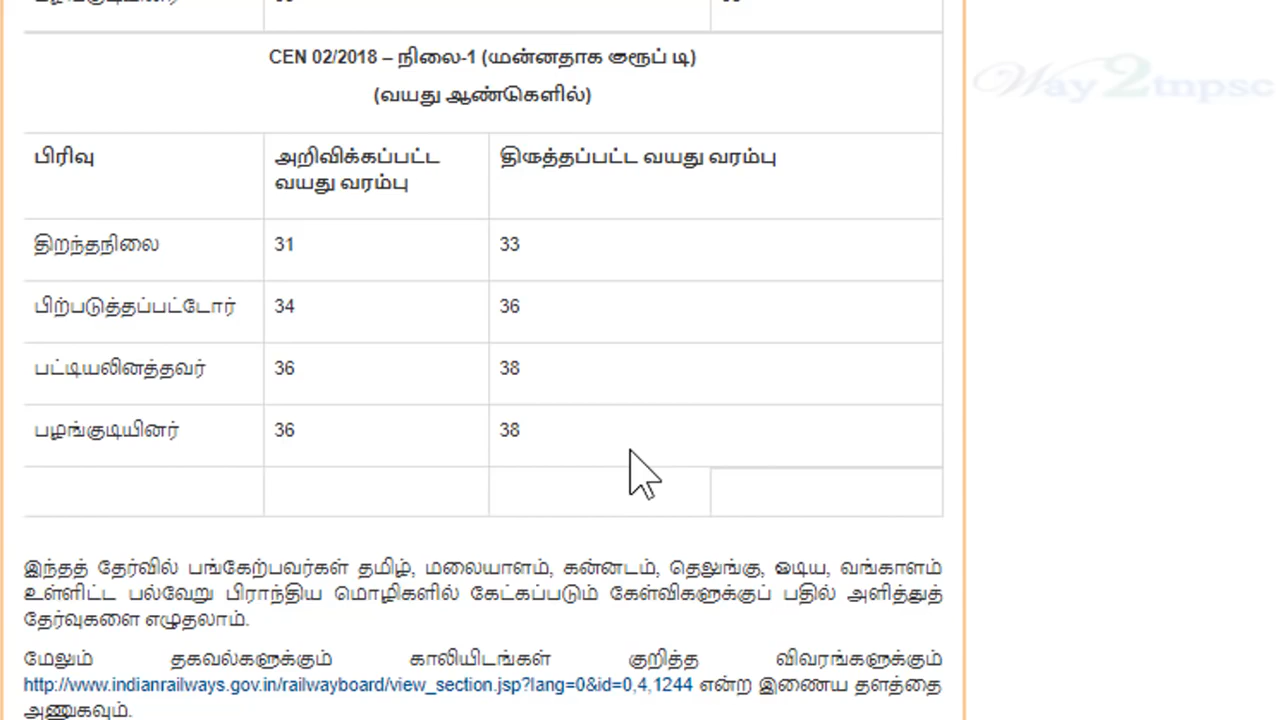 CEN 02/2018 – நிலை-1 (முன்னதாக குரூப் டி)
(வயது ஆண்டுகளில்)
பிரிவு
அறிவிக்கப்பட்ட வயது வரம்பு
திருத்தப்பட்ட வயது வரம்பு
திறந்தநிலை 31 33
பிற்படுத்தப்பட்டோர் 34 36
பட்டியலினத்தவர் 36 38
பழங்குடியினர் 36 38
இந்தத் தேர்வில் பங்கேற்பவர்கள் தமிழ், மலையாளம், கன்னடம், தெலுங்கு, ஒடிய, வங்காளம்
உள்ளிட்ட பல்வேறு பிராந்திய மொழிகளில் கேட்கப்படும் கேள்விகளுக்குப் பதில் அளித்துத்
தேர்வுகளை எழுதலாம்.
மேலும் தகவல்களுக்கும் காலியிடங்கள் குறித்த விவரங்களுக்கும்
http://www.indianrailways.gov.in/railwayboard/view_section.jsp?lang=0&id=0,4,1244 என்ற இணைய தளத்தை
அணுகவும்.
Way2tnpsc